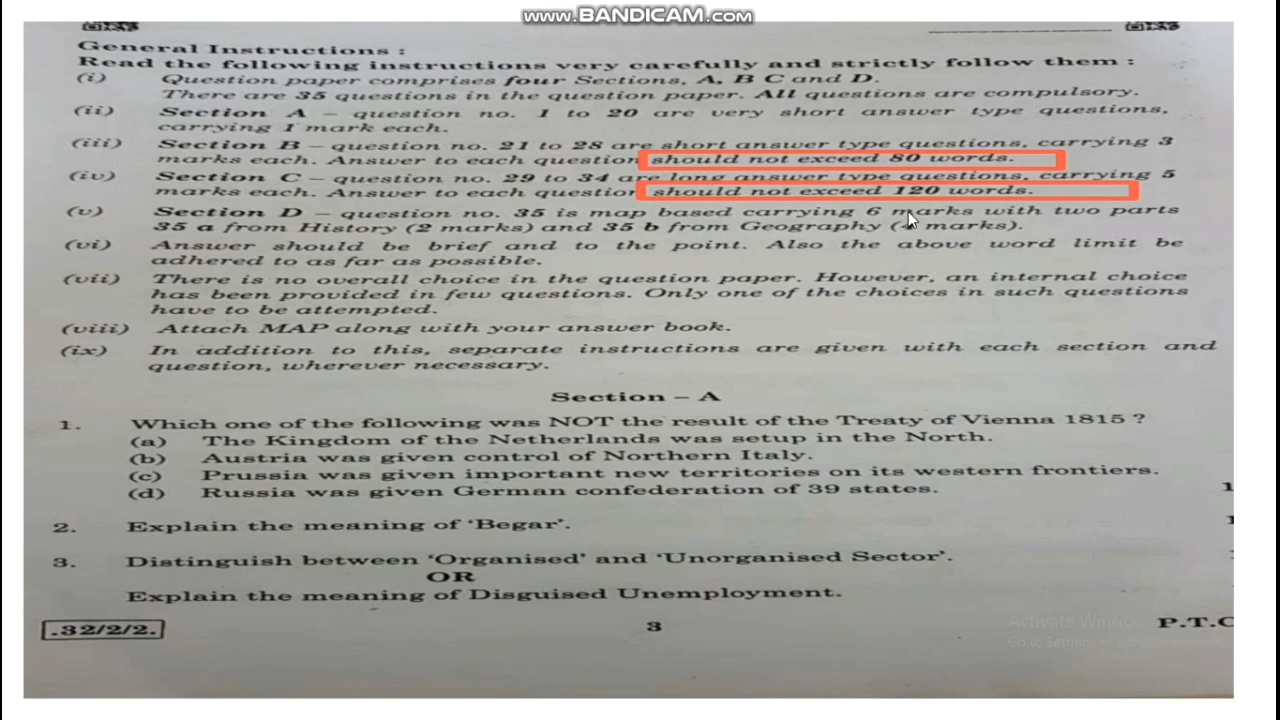 www.BANDICAM.com
General Instructions :
Read the following instructions very carefully and strictly follow them :
(i) Question paper comprises four Sections, A, B C and D.
There are 35 questions in the question paper. All questions are compulsory.
(ii) Section A – question no. 1 to 20 are very short answer type questions,
carrying 1 mark each.
(iii) Section B – question no. 21 to 28 are short answer type questions, carrying 3
marks each. Answer to each question should not exceed 80 words.
(iv) Section C – question no. 29 to 34 are long answer type questions, carrying 5
marks each. Answer to each question should not exceed 120 words.
(v) Section D – question no. 35 is map based carrying 6 marks with two parts
35 a from History (2 marks) and 35 b from Geography (4 marks).
(vi) Answer should be brief and to the point. Also the above word limit be
adhered to as far as possible.
(vii) There is no overall choice in the question paper. However, an internal choice
has been provided in few questions. Only one of the choices in such questions
have to be attempted.
(viii) Attach MAP along with your answer book.
(ix) In addition to this, separate instructions are given with each section and
question, wherever necessary.
Section – A
1. Which one of the following was NOT the result of the Treaty of Vienna 1815 ?
(a) The Kingdom of the Netherlands was setup in the North.
(b) Austria was given control of Northern Italy.
(c) Prussia was given important new territories on its western frontiers.
(d) Russia was given German confederation of 39 states. 1
2. Explain the meaning of 'Begar'. 1
3. Distinguish between 'Organised' and 'Unorganised Sector'.
OR
Explain the meaning of Disguised Unemployment.
.32/2/2. 3 P.T.O
Activate Windows